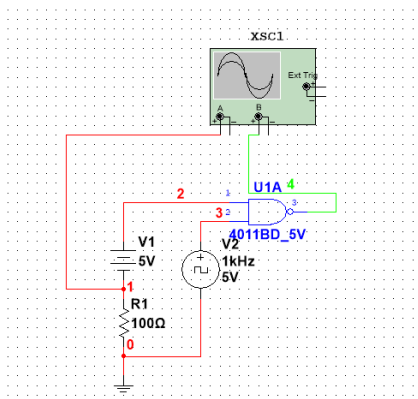 XSC1
Ext Trig
+
-
A
B
+ - + -
U1A 4
2
1
3
3 2
4011BD_5V
V1
5V
V2
+
1kHz
5V
1
R1
100Ω
0